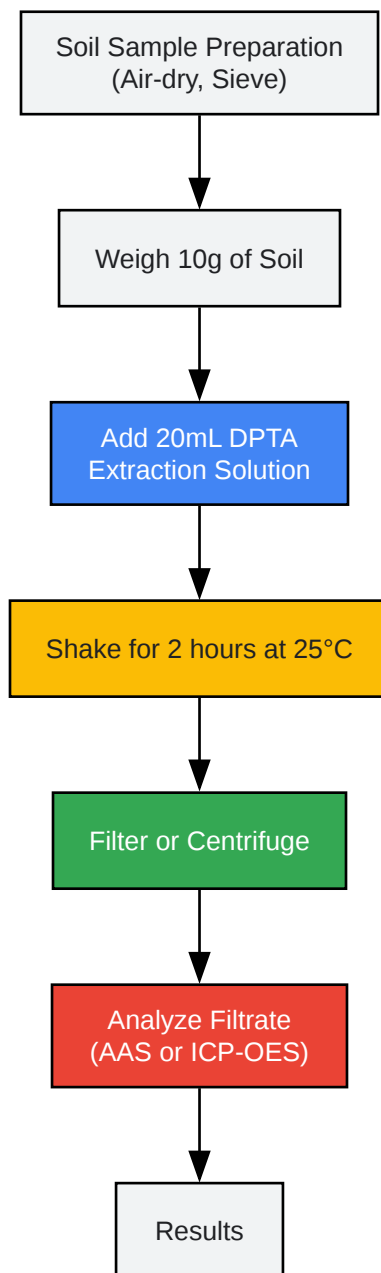 Soil Sample Preparation
(Air-dry, Sieve)
Weigh 10g of Soil
Add 20mL DPTA
Extraction Solution
Shake for 2 hours at 25°C
Filter or Centrifuge
Analyze Filtrate
(AAS or ICP-OES)
Results